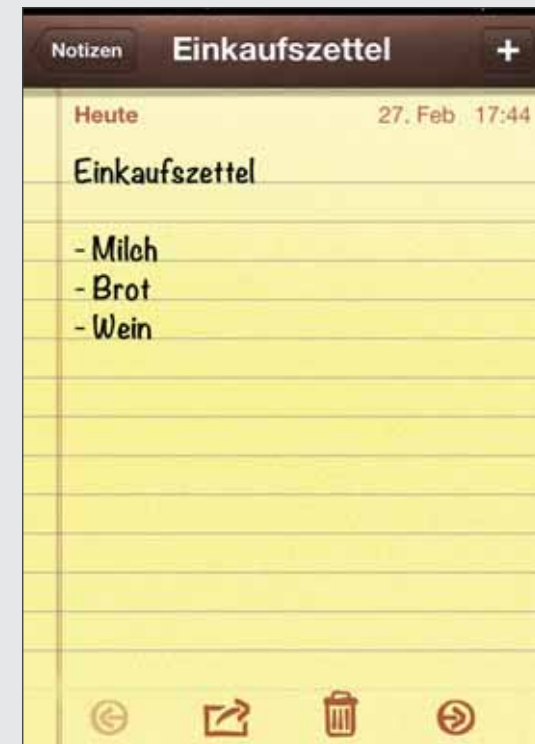 Notizen Einkaufszettel +
Heute 27. Feb 17:44
Einkaufszettel
- Milch
- Brot
- Wein